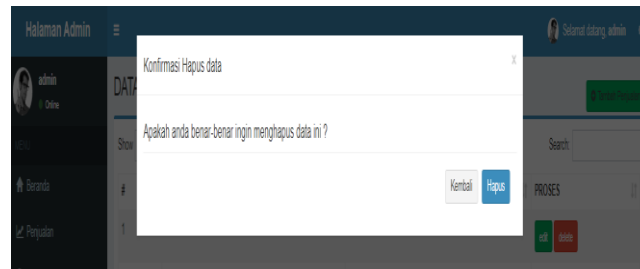 Halaman Admin
Selamat datang, admin
Konfirmasi Hapus data
x
admin
Online
DATA
Apakah anda benar-benar ingin menghapus data ini ?
MENU
Show
Search:
Kembali
Hapus
Beranda
#
PROSES
Penjualan
1
edit
delete